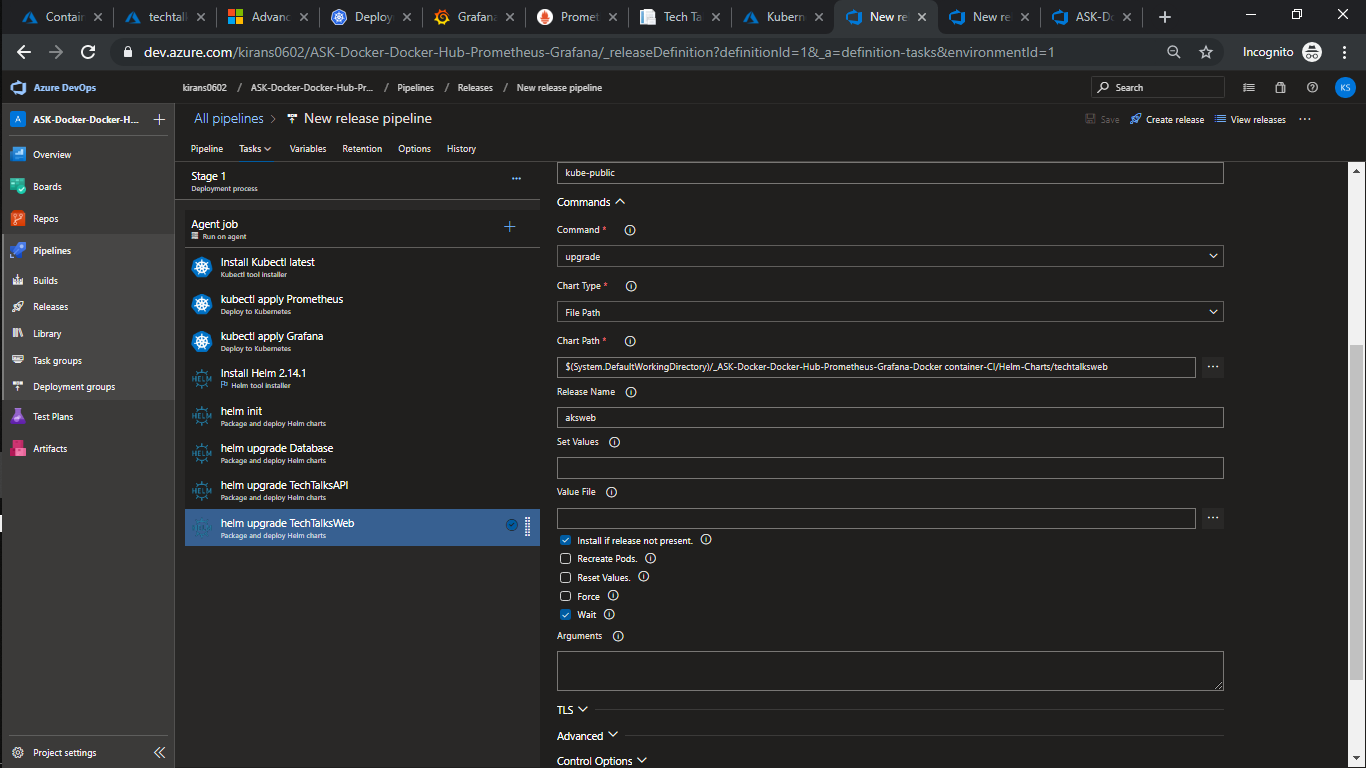 Contain
techtal
Advanc
Deploy
Grafana
Promet
Tech Ta
Kubern
New re
New re
ASK-Do
dev.azure.com/kirans0602/ASK-Docker-Docker-Hub-Prometheus-Grafana/_releaseDefinition?definitionId=1&_a=definition-tasks&environmentId=1
Incognito
Azure DevOps
kirans0602 / ASK-Docker-Docker-Hub-Pr... / Pipelines / Releases / New release pipeline
Search
KS
A ASK-Docker-Docker-H...
All pipelines > New release pipeline
Save Create release View releases
Pipeline Tasks Variables Retention Options History
Overview
Boards
Repos
Pipelines
Builds
Releases
Library
Task groups
Deployment groups
Test Plans
Artifacts
Project settings
Stage 1
Deployment process
Agent job
Run on agent
Install Kubectl latest
Kubectl tool installer
kubectl apply Prometheus
Deploy to Kubernetes
kubectl apply Grafana
Deploy to Kubernetes
Install Helm 2.14.1
Helm tool installer
HELM
helm init
Package and deploy Helm charts
HELM
helm upgrade Database
Package and deploy Helm charts
HELM
helm upgrade TechTalksAPI
Package and deploy Helm charts
HELM
helm upgrade TechTalksWeb
Package and deploy Helm charts
HELM
kube-public
Commands
Command *
upgrade
Chart Type *
File Path
Chart Path *
$(System.DefaultWorkingDirectory)/_ASK-Docker-Docker-Hub-Prometheus-Grafana-Docker container-CI/Helm-Charts/techtalksweb
Release Name
aksweb
Set Values
Value File
Install if release not present.
Recreate Pods.
Reset Values.
Force
Wait
Arguments
TLS
Advanced
Control Options